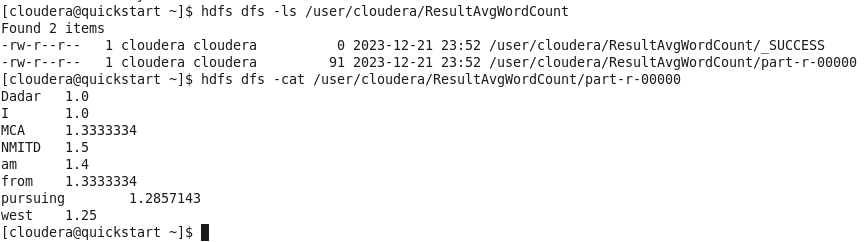 [cloudera@quickstart ~]$ hdfs dfs -ls /user/cloudera/ResultAvgWordCount
Found 2 items
-rw-r--r--   1 cloudera cloudera          0 2023-12-21 23:52 /user/cloudera/ResultAvgWordCount/_SUCCESS
-rw-r--r--   1 cloudera cloudera         91 2023-12-21 23:52 /user/cloudera/ResultAvgWordCount/part-r-00000
[cloudera@quickstart ~]$ hdfs dfs -cat /user/cloudera/ResultAvgWordCount/part-r-00000
Dadar   1.0
I       1.0
MCA     1.3333334
NMITD   1.5
am      1.4
from    1.3333334
pursuing        1.2857143
west    1.25
[cloudera@quickstart ~]$